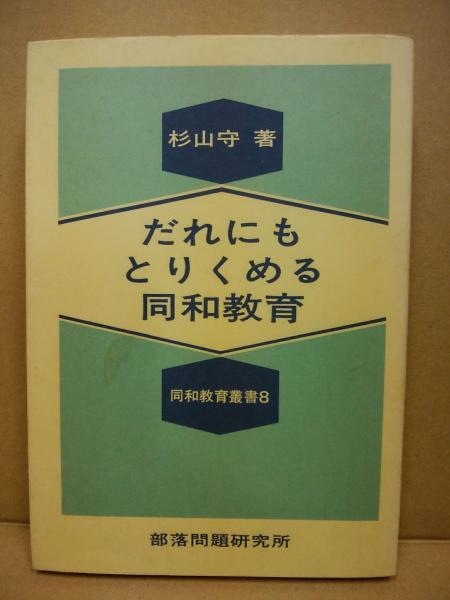 杉山守 著
だれにも
とりくめる
同和教育
同和教育叢書8
部落問題研究所